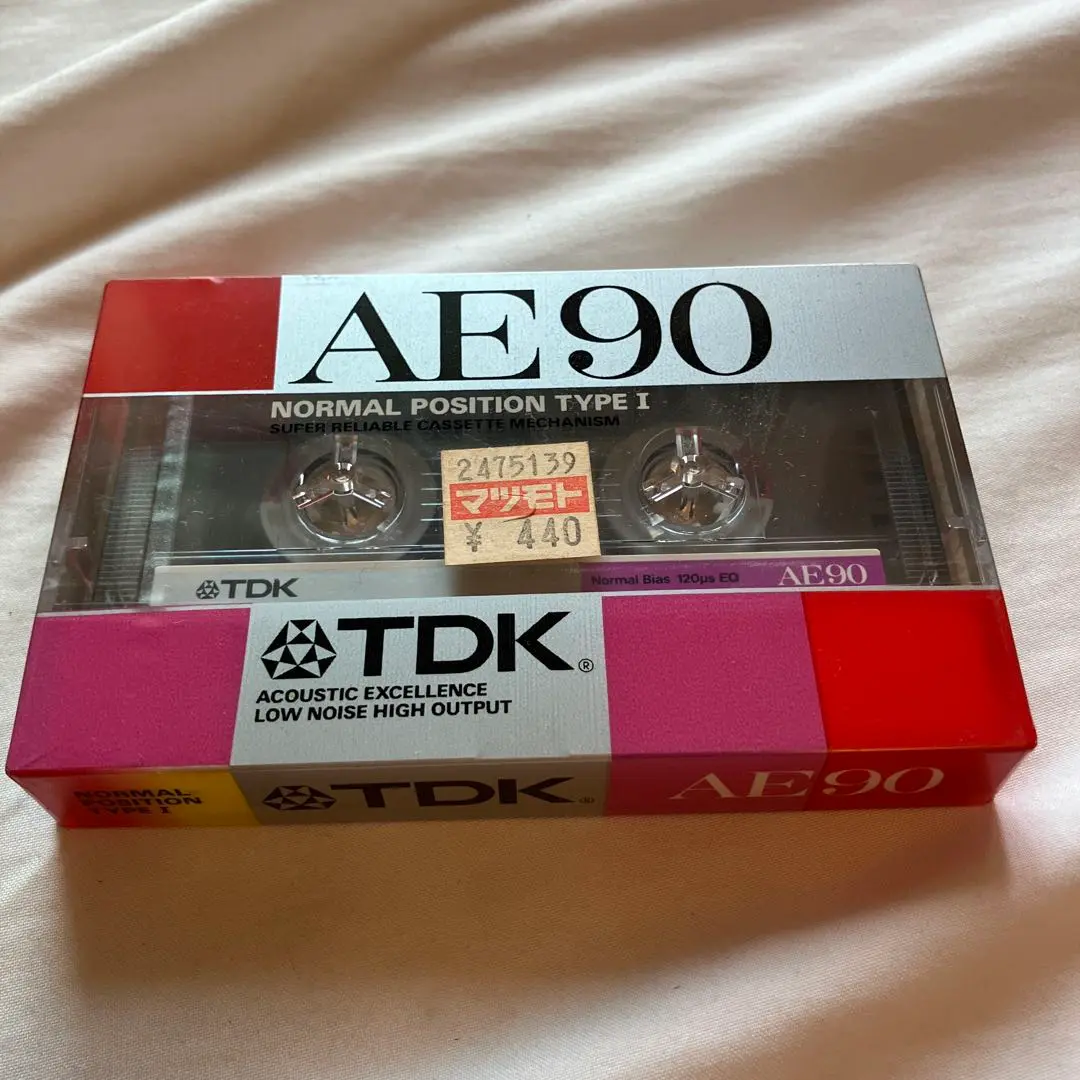 AE90
NORMAL POSITION TYPE I
SUPER RELIABLE CASSETTE MECHANISM
2475139
マツモト
¥ 440
TDK
Normal Bias 120μs EQ AE90
TDK®
ACOUSTIC EXCELLENCE
LOW NOISE HIGH OUTPUT
NORMAL
POSITION
TYPE I
TDK®
AE90